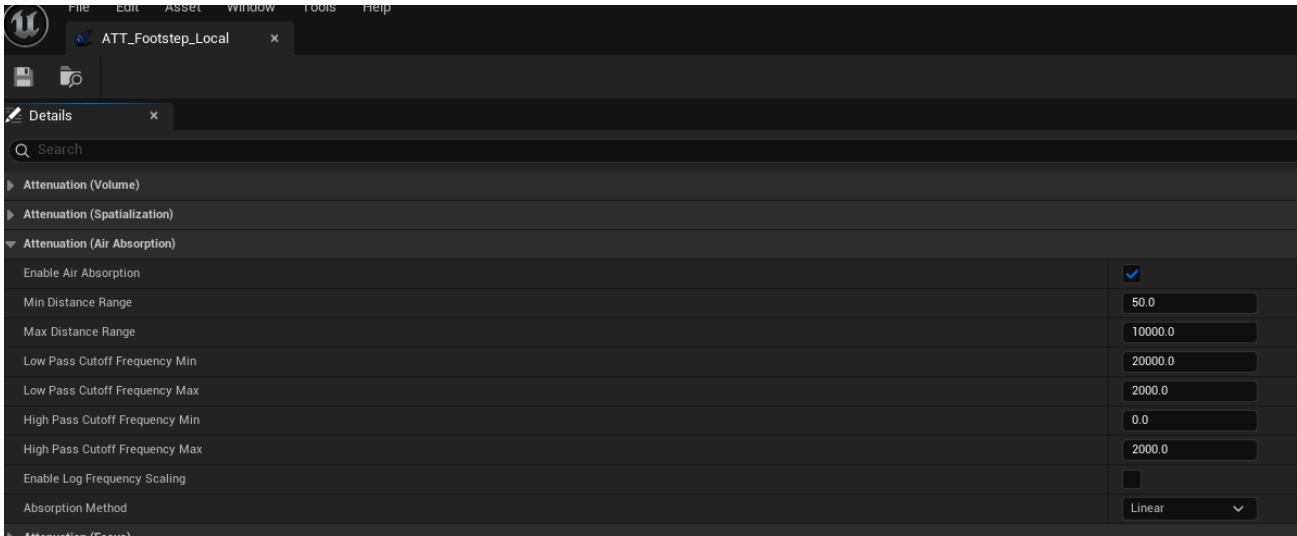 File Edit Asset Window Tools Help
ATT_Footstep_Local
Details
Search
Attenuation (Volume)
Attenuation (Spatialization)
Attenuation (Air Absorption)
Enable Air Absorption
Min Distance Range 50.0
Max Distance Range 10000.0
Low Pass Cutoff Frequency Min 20000.0
Low Pass Cutoff Frequency Max 2000.0
High Pass Cutoff Frequency Min 0.0
High Pass Cutoff Frequency Max 2000.0
Enable Log Frequency Scaling
Absorption Method Linear
Attenuation (Focus)